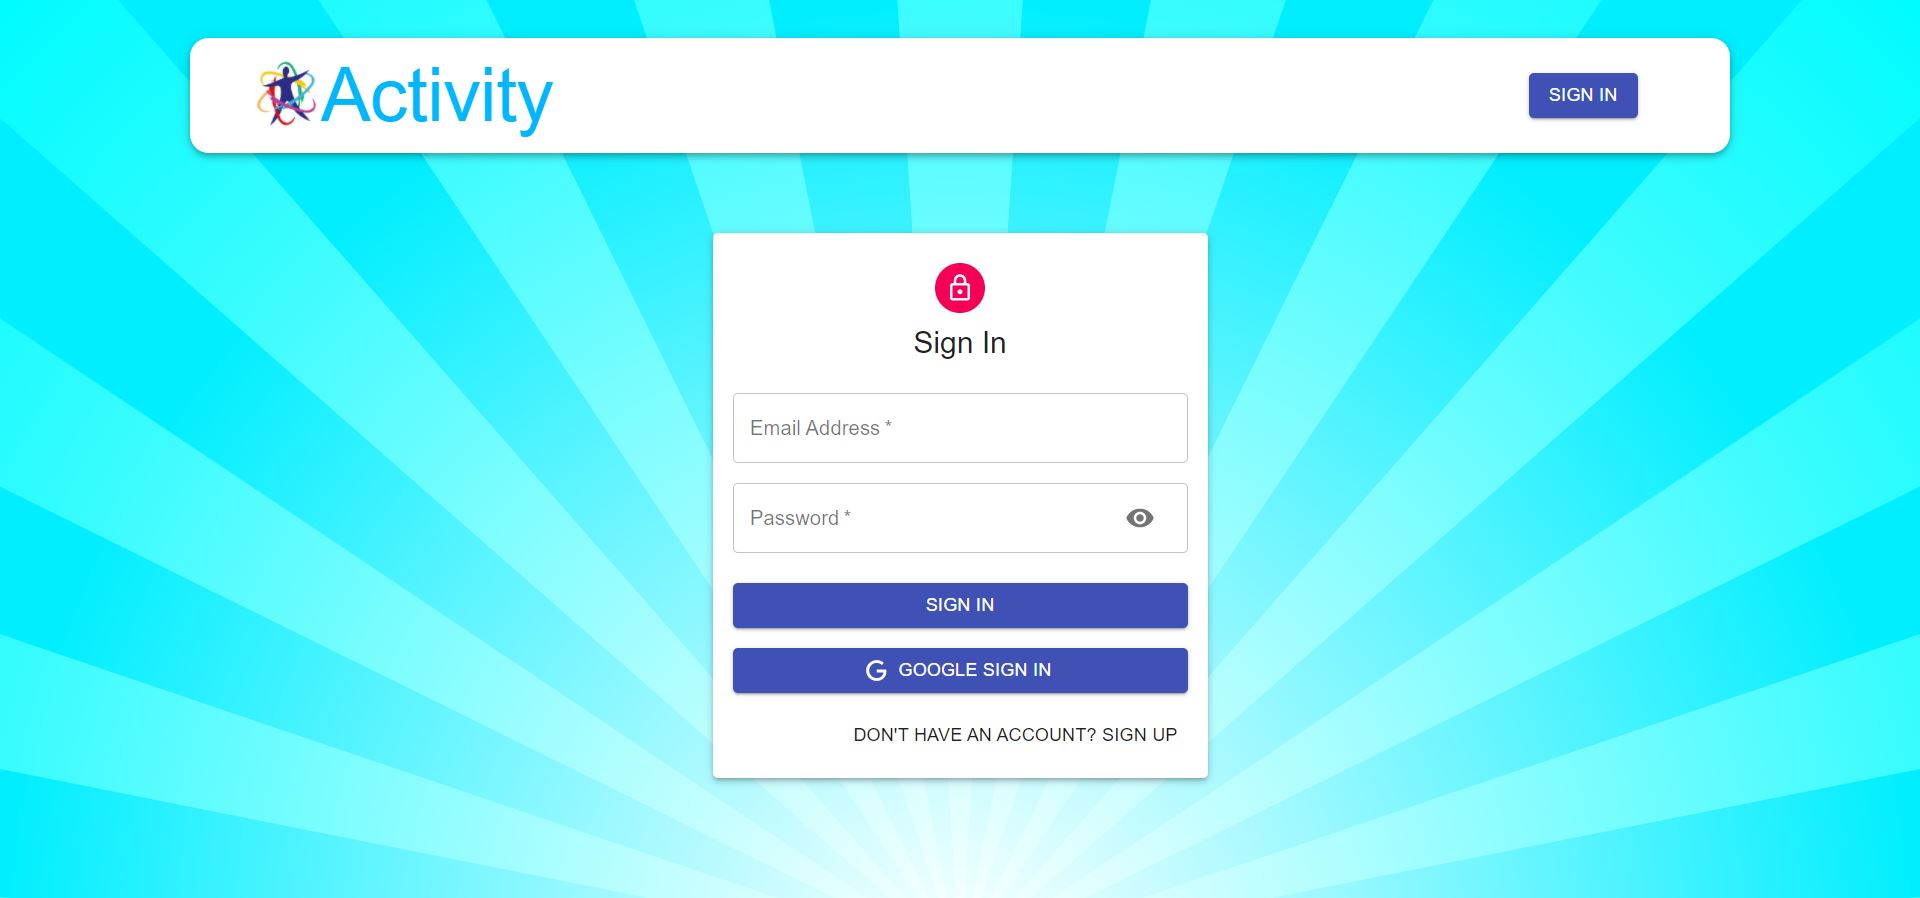 Activity
SIGN IN
Sign In
Email Address *
Password *
SIGN IN
GOOGLE SIGN IN
DON'T HAVE AN ACCOUNT? SIGN UP